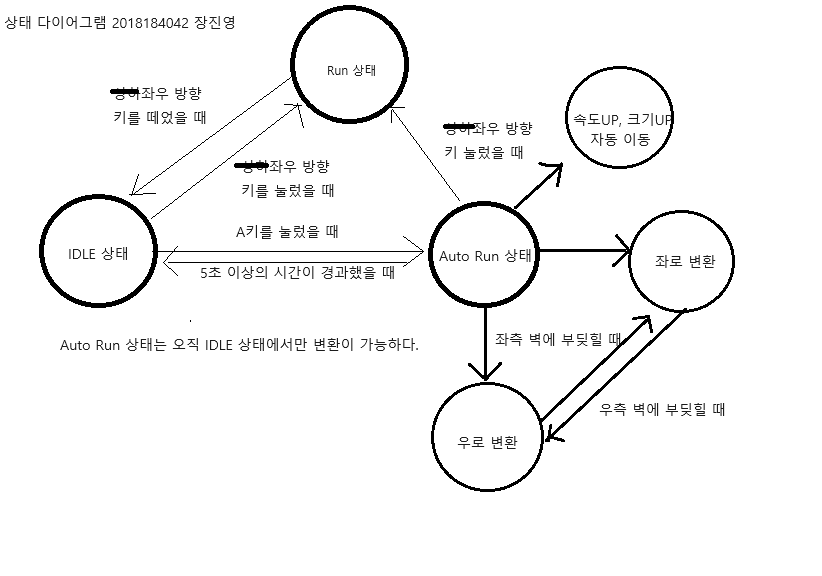 상태 다이어그램 2018184042 장진영
Run 상태
좌우 방향
키를 떼었을 때
좌우 방향
키 눌렀을 때
속도UP, 크기UP
자동 이동
좌우 방향
키를 눌렀을 때
A키를 눌렀을 때
IDLE 상태
Auto Run 상태
좌로 변환
5초 이상의 시간이 경과했을 때
Auto Run 상태는 오직 IDLE 상태에서만 변환이 가능하다.
좌측 벽에 부딪힐 때
우측 벽에 부딪힐 때
우로 변환